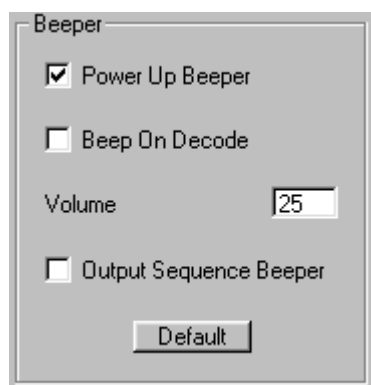 Beeper
Power Up Beeper
Beep On Decode
Volume 25
Output Sequence Beeper
Default